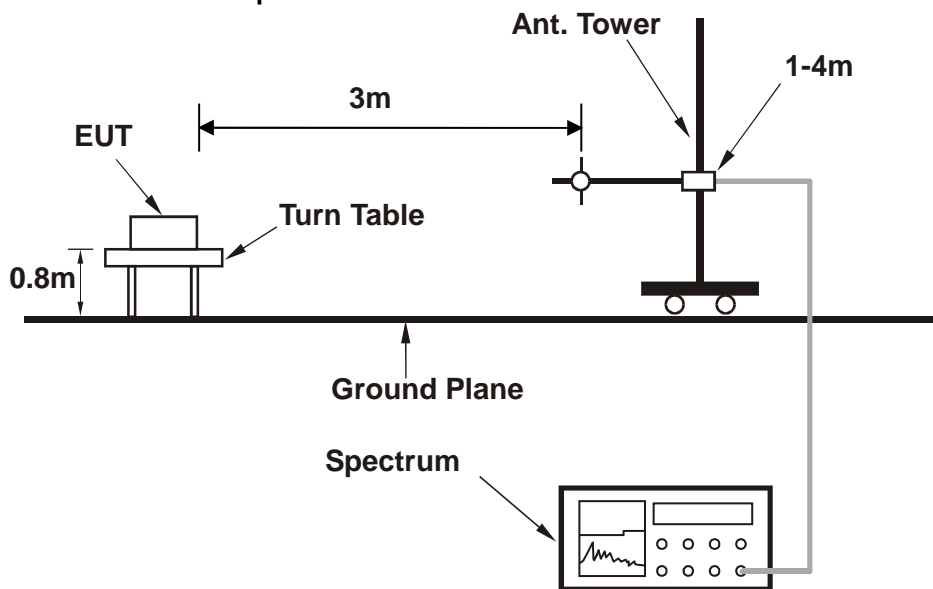 Ant. Tower
1-4m
3m
EUT
Turn Table
0.8m
Ground Plane
Spectrum